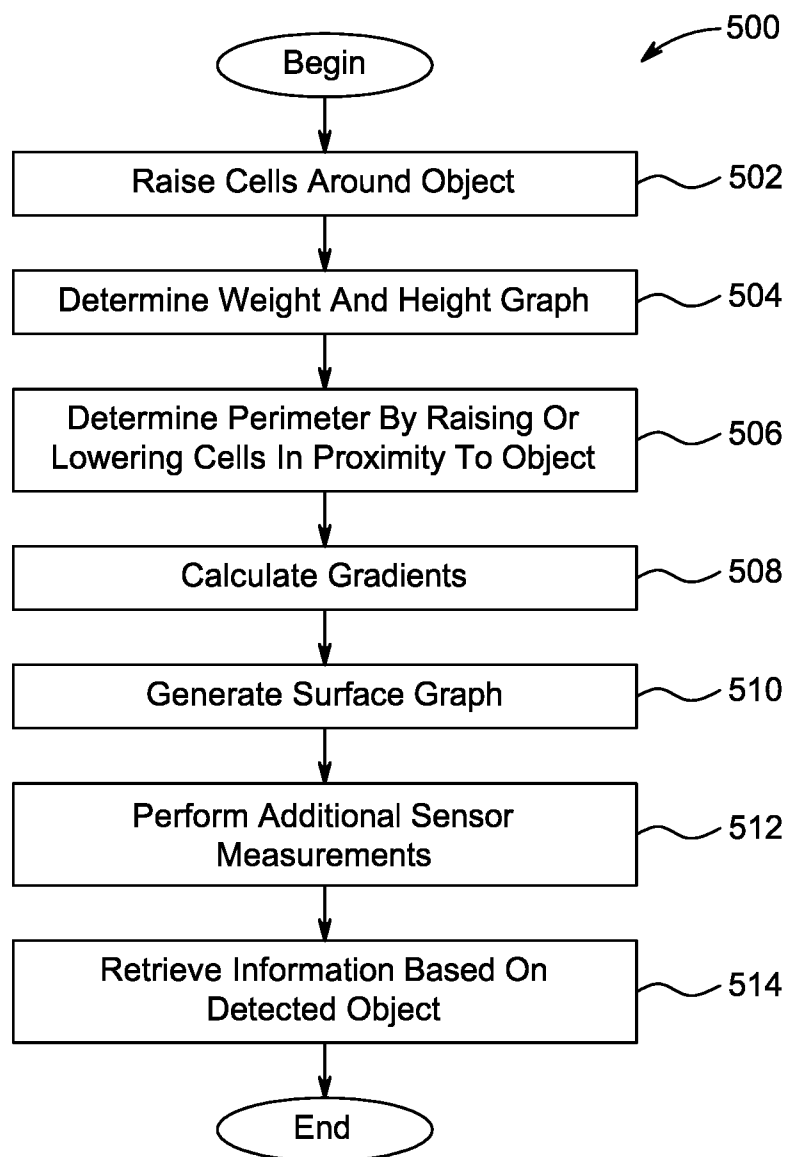 500
Begin
Raise Cells Around Object
502
Determine Weight And Height Graph
504
Determine Perimeter By Raising Or
Lowering Cells In Proximity To Object
506
Calculate Gradients
508
Generate Surface Graph
510
Perform Additional Sensor
Measurements
512
Retrieve Information Based On
Detected Object
514
End